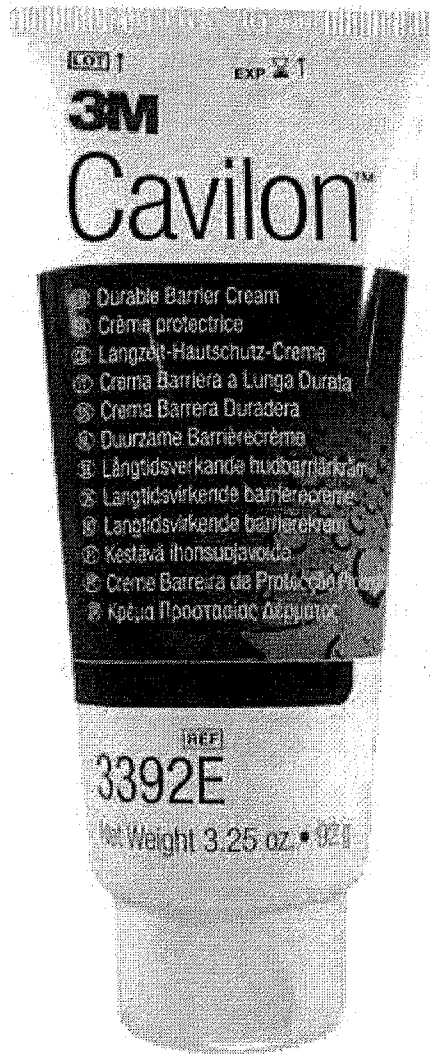 LOT
EXP
3M
Cavilon™
Durable Barrier Cream
Crème protectrice
Langzeit-Hautschutz-Creme
Crema Barriera a Lunga Durata
Crema Barrera Duradera
Duurzame Barrièrecrème
Långtidsverkande hudbarriärkräm
Langtidsvirkende barrierecreme
Langtidsvirkende barrierekrem
Kestävä ihonsuojavoide
Creme Barreira de Protecção
Κρέμα Προστασίας Δέρματος
REF
3392E
Net Weight 3.25 oz. • 92 g